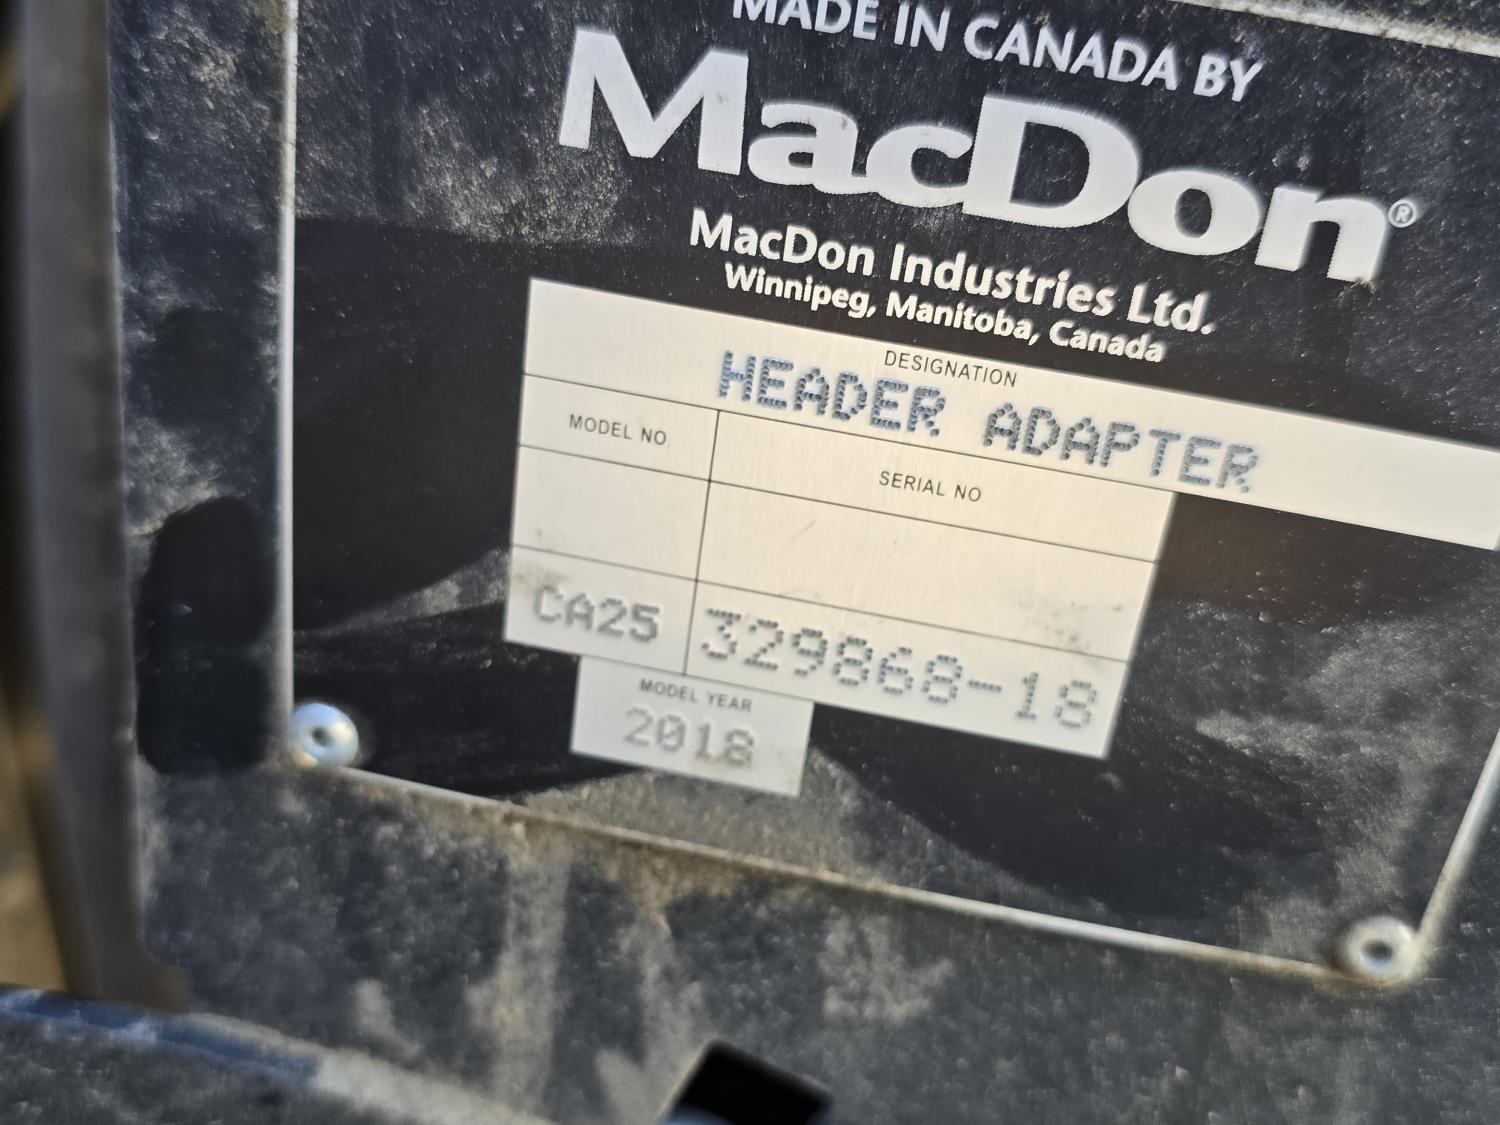 MADE IN CANADA BY
MacDon®
MacDon Industries Ltd.
Winnipeg, Manitoba, Canada
DESIGNATION
HEADER ADAPTER
MODEL NO.
SERIAL NO
CA25
329868-18
MODEL YEAR
2018